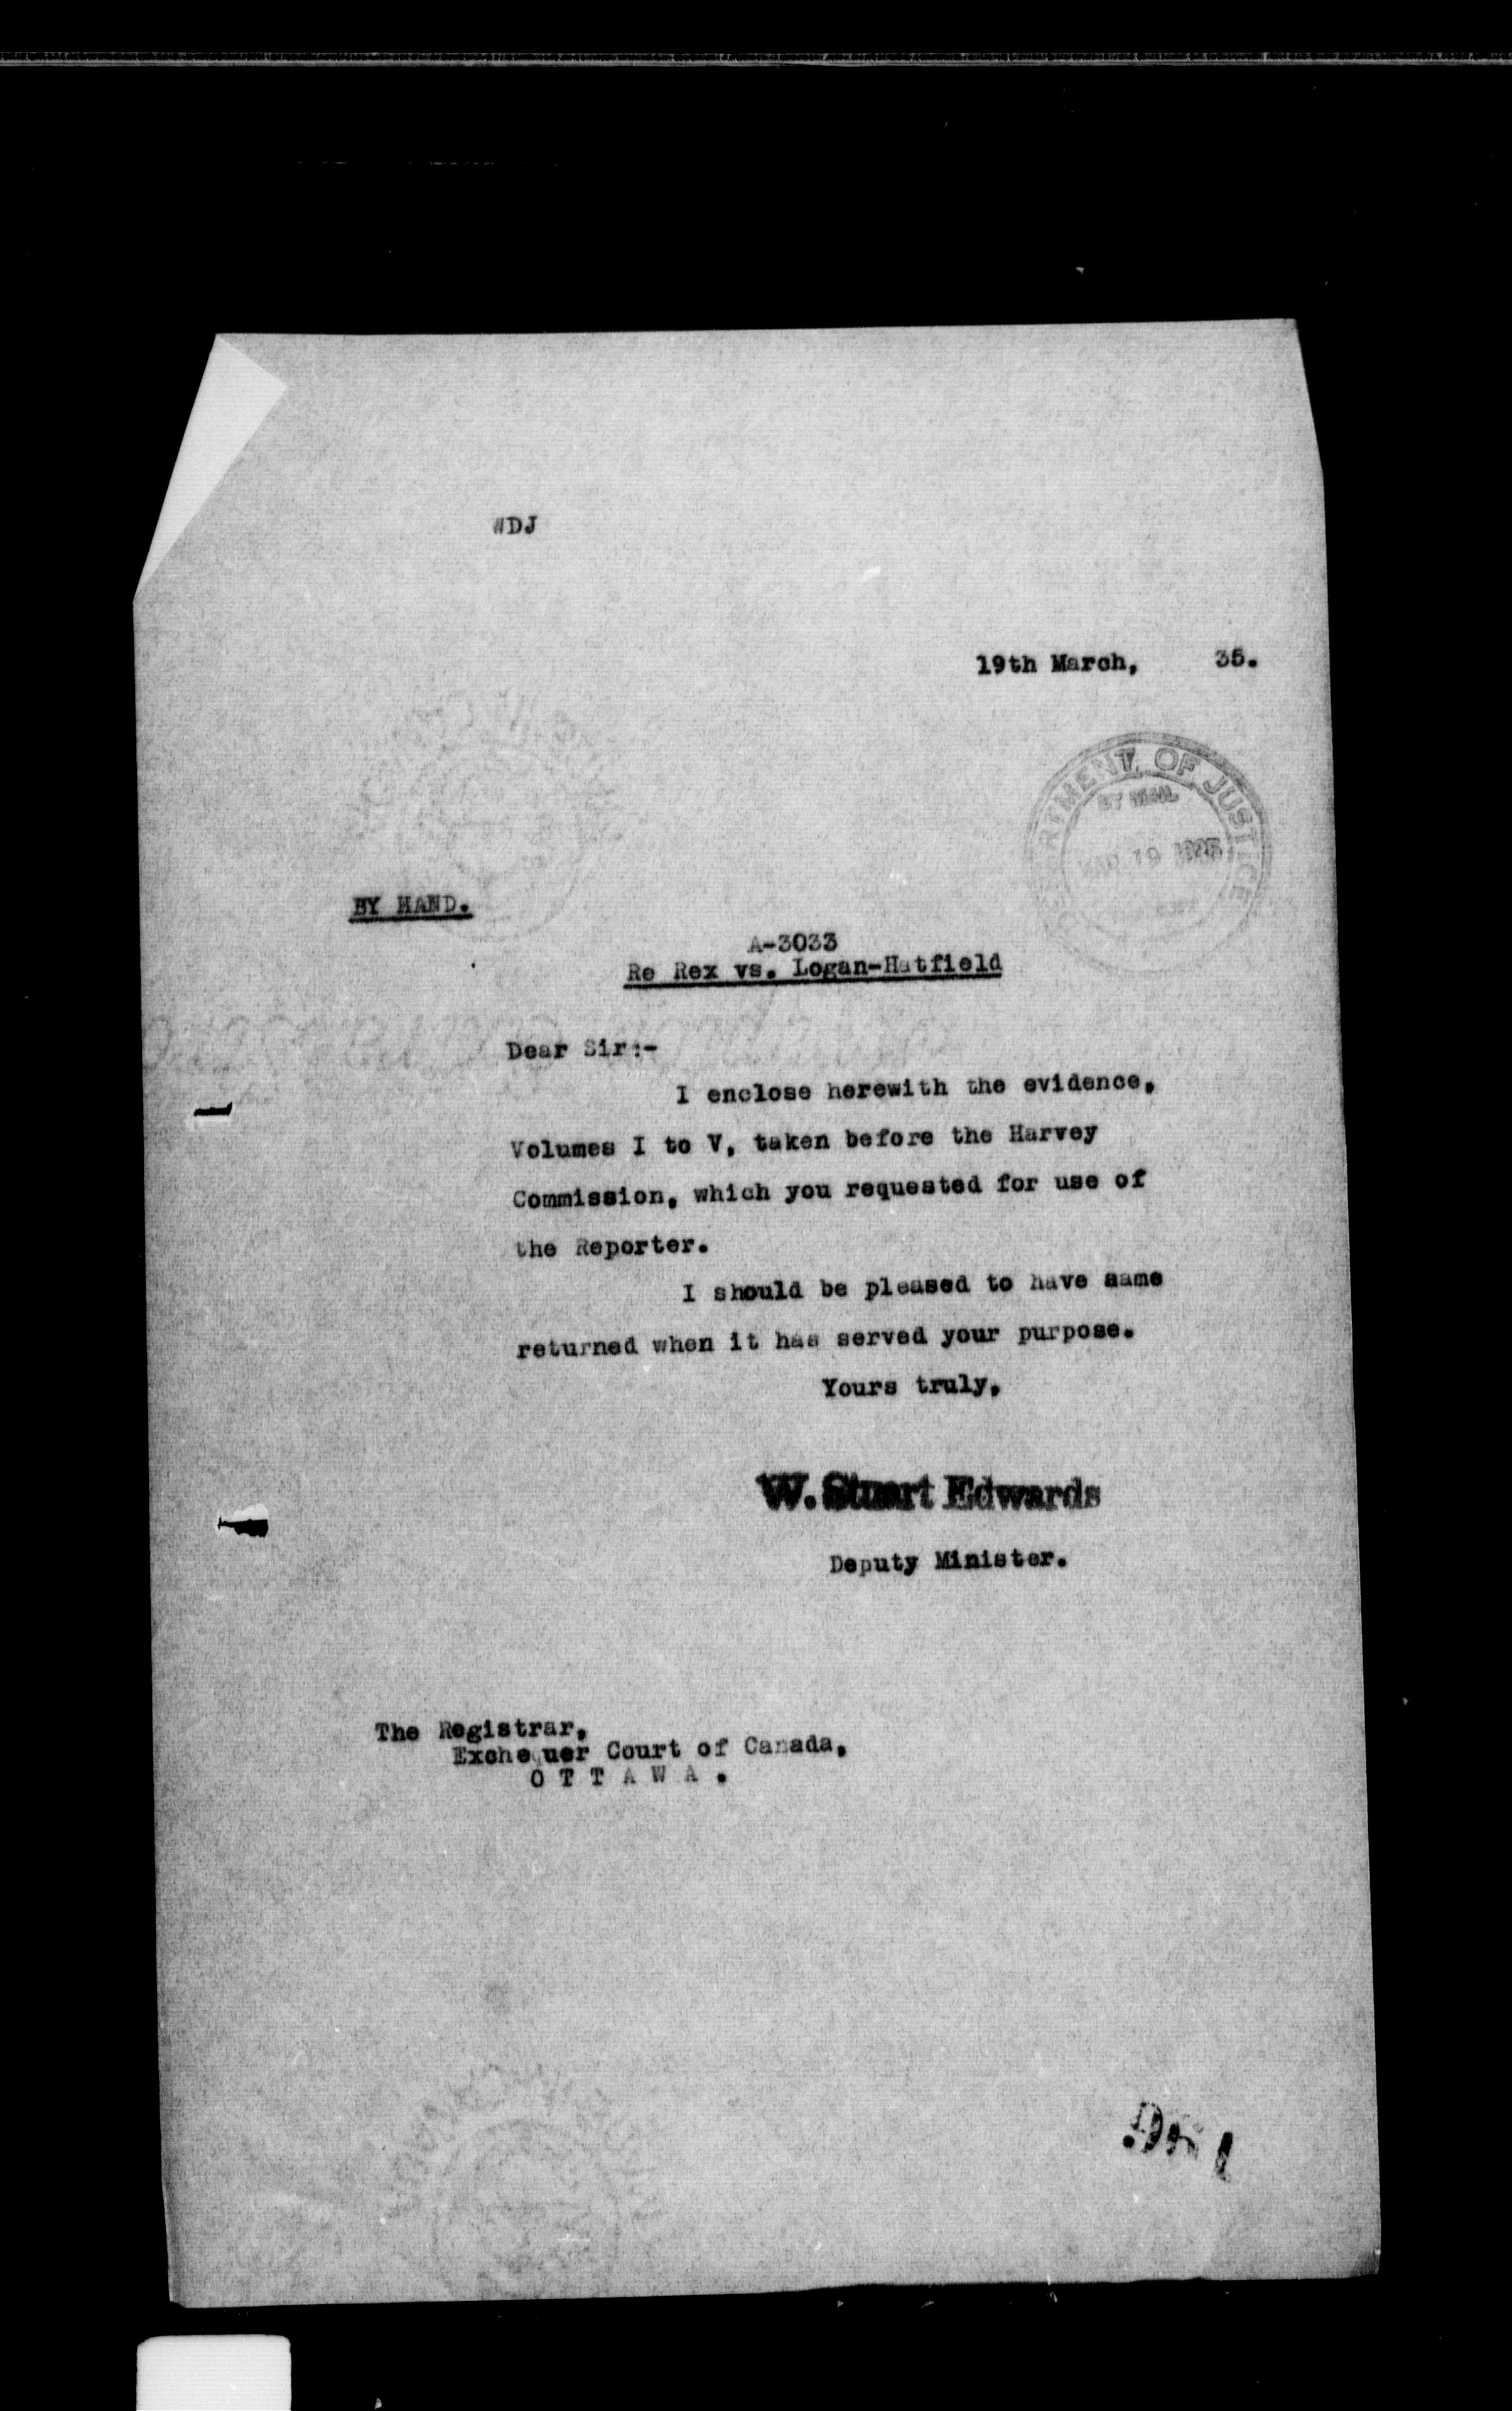 WDJ
19th March, 35.
DEPARTMENT OF JUSTICE
BY MAIL
MAR 19 1935
BY HAND.
A-3033
Re Rex vs. Logan-Hatfield
Dear Sir:-
I enclose herewith the evidence,
Volumes I to V, taken before the Harvey
Commission, which you requested for use of
the Reporter.
I should be pleased to have same
returned when it has served your purpose.
Yours truly,
W. Stuart Edwards
Deputy Minister.
The Registrar,
Exchequer Court of Canada,
O T T A W A .